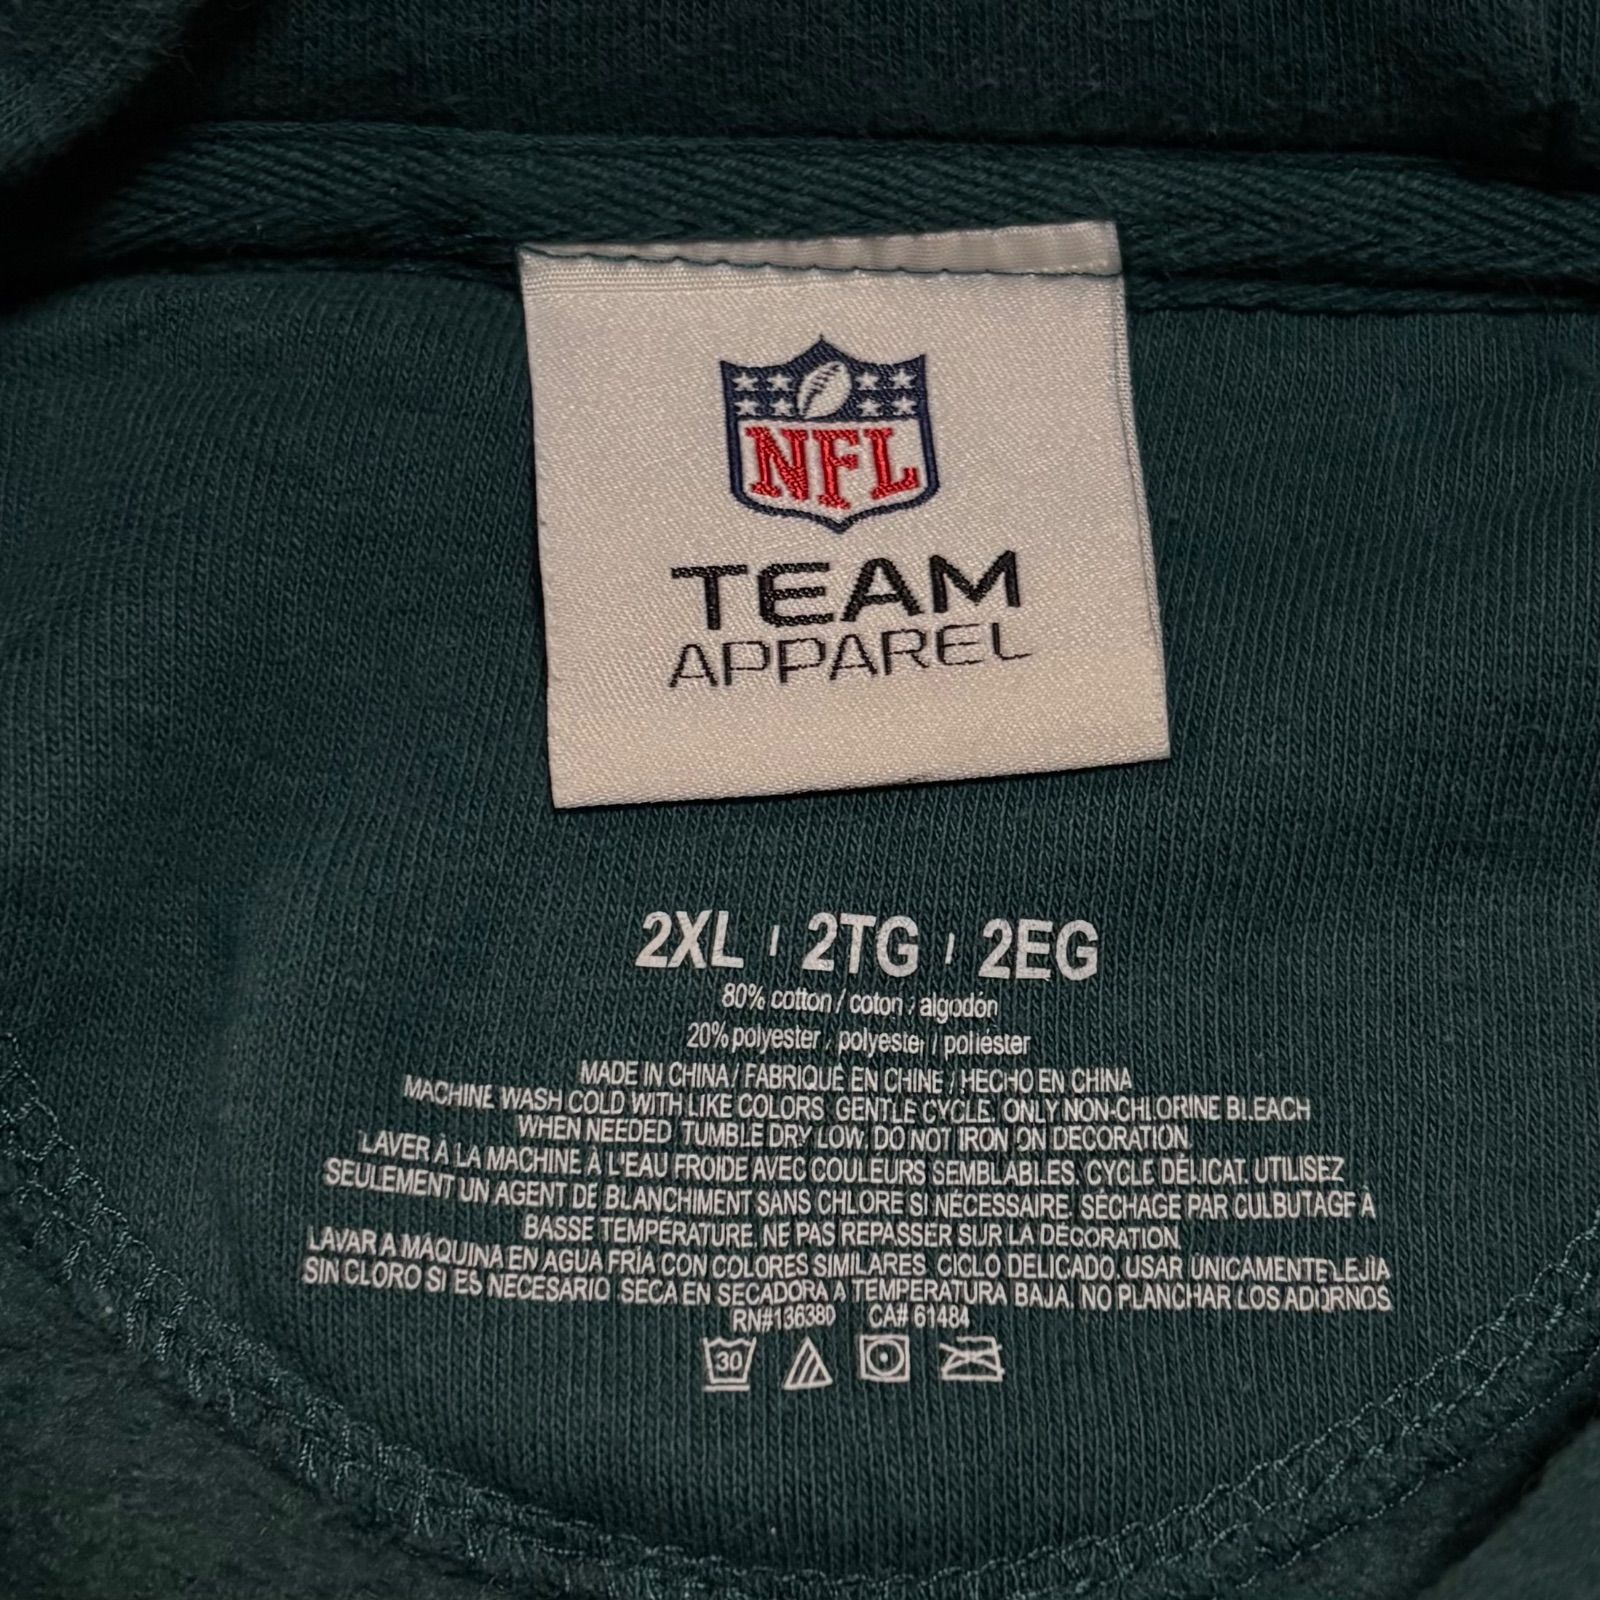 NFL
TEAM
APPAREL
2XL / 2TG / 2EG
80% cotton / coton / algodón
20% polyester / polyester / poliéster
MADE IN CHINA / FABRIQUÉ EN CHINE / HECHO EN CHINA
MACHINE WASH COLD WITH LIKE COLORS. GENTLE CYCLE. ONLY NON-CHLORINE BLEACH
WHEN NEEDED. TUMBLE DRY LOW. DO NOT IRON ON DECORATION.
LAVER À LA MACHINE À L'EAU FROIDE AVEC COULEURS SEMBLABLES. CYCLE DÉLICAT. UTILISEZ
SEULEMENT UN AGENT DE BLANCHIMENT SANS CHLORE SI NÉCESSAIRE. SÉCHAGE PAR CULBUTAGE À
BASSE TEMPÉRATURE. NE PAS REPASSER SUR LA DÉCORATION.
LAVAR A MAQUINA EN AGUA FRÍA CON COLORES SIMILARES. CICLO DELICADO. USAR ÚNICAMENTE LEJÍA
SIN CLORO SI ES NECESARIO. SECA EN SECADORA A TEMPERATURA BAJA. NO PLANCHAR LOS ADORNOS.
RN#136380 CA# 61484
30